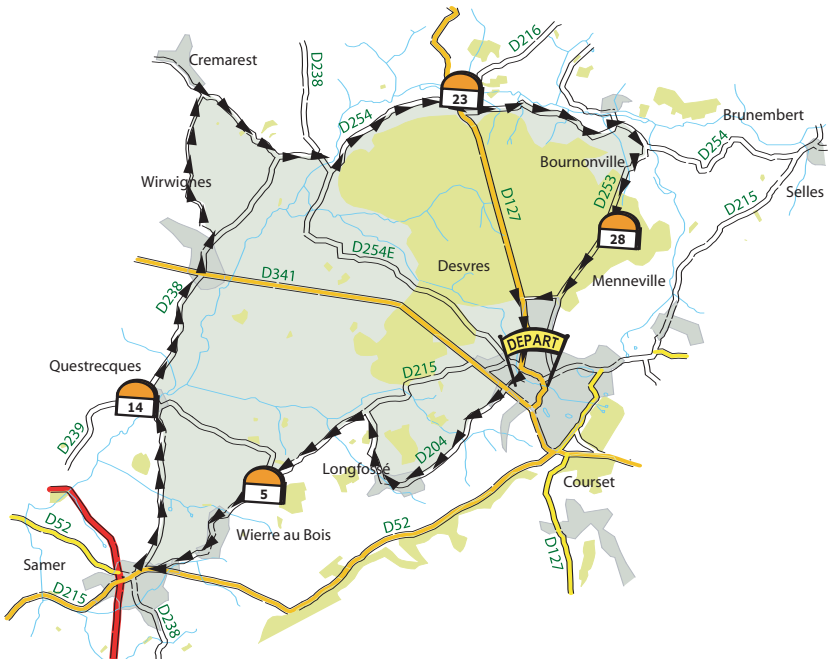 Cremarest
D238
D216
23
D254
Brunembert
Bournonville
D254
Wirwignes
D253
D127
Selles
D215
28
D254E
Desvres
Menneville
D341
D238
DEPART
Questrecques
D215
14
D239
D204
Longfossé
5
Courset
D52
Wierre au Bois
D52
D127
Samer
D215
D238